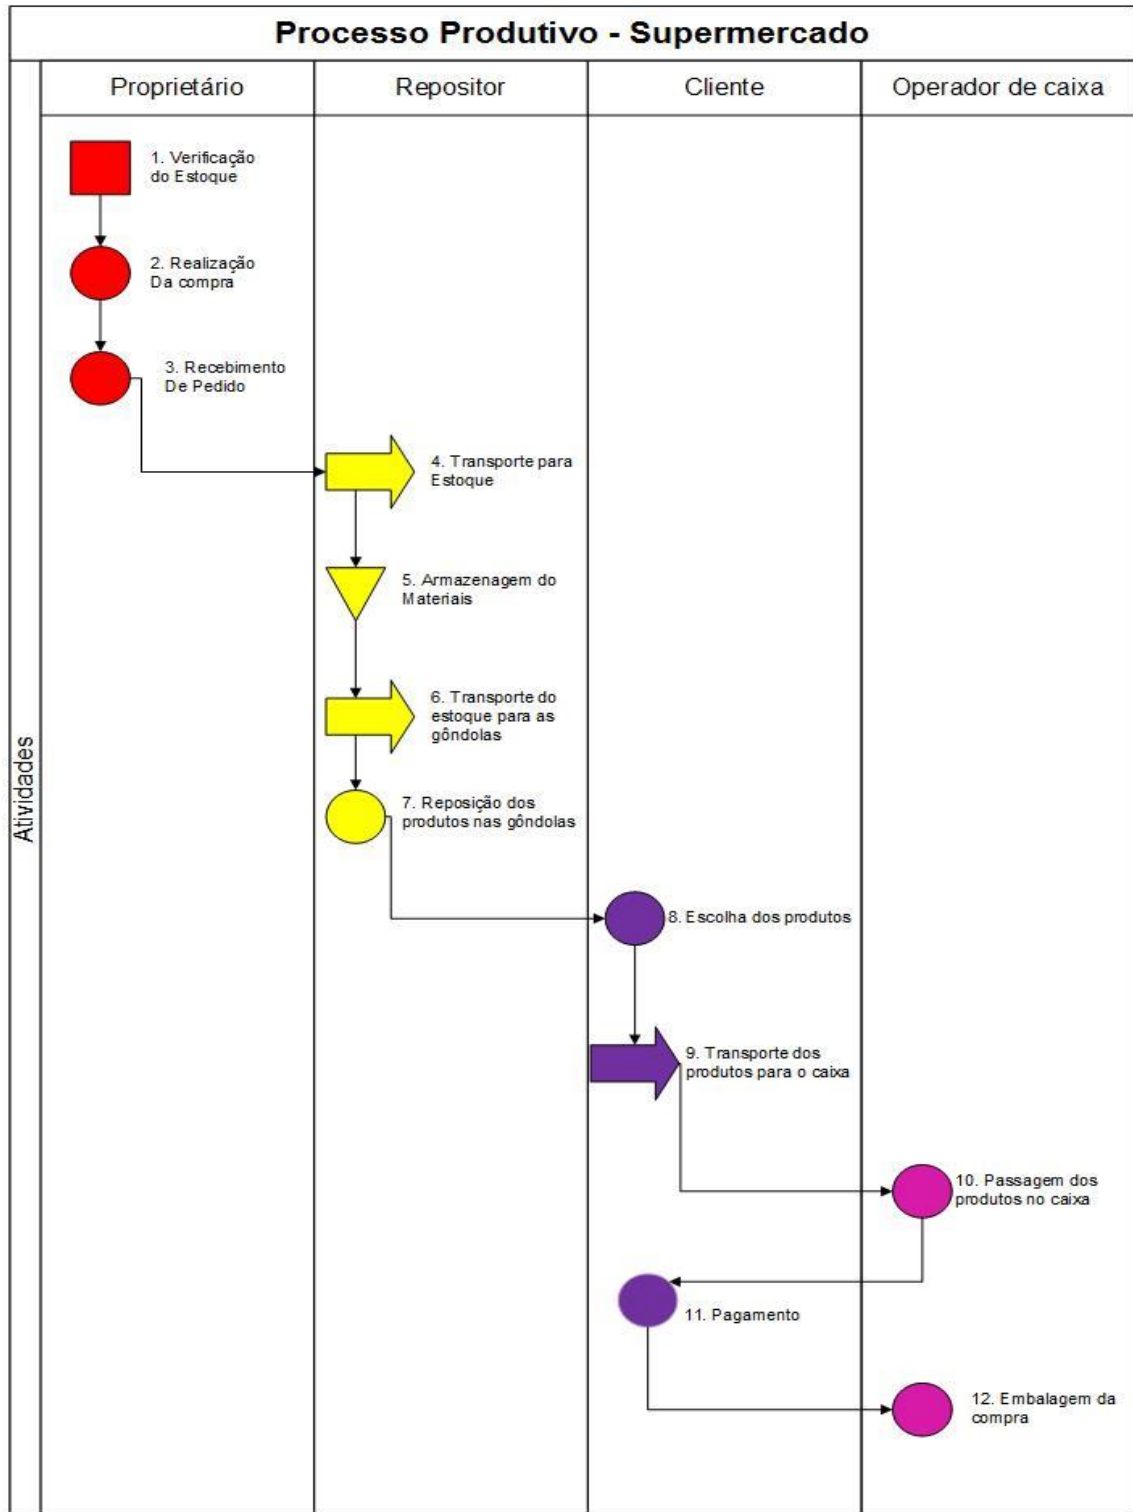 Processo Produtivo - Supermercado
Proprietário
Repositor
Cliente
Operador de caixa
Atividades
1. Verificação
do Estoque
2. Realização
Da compra
3. Recebimento
De Pedido
4. Transporte para
Estoque
5. Armazenagem do
Materiais
6. Transporte do
estoque para as
gôndolas
7. Reposição dos
produtos nas gôndolas
8. Escolha dos produtos
9. Transporte dos
produtos para o caixa
10. Passagem dos
produtos no caixa
11. Pagamento
12. Embalagem da
compra